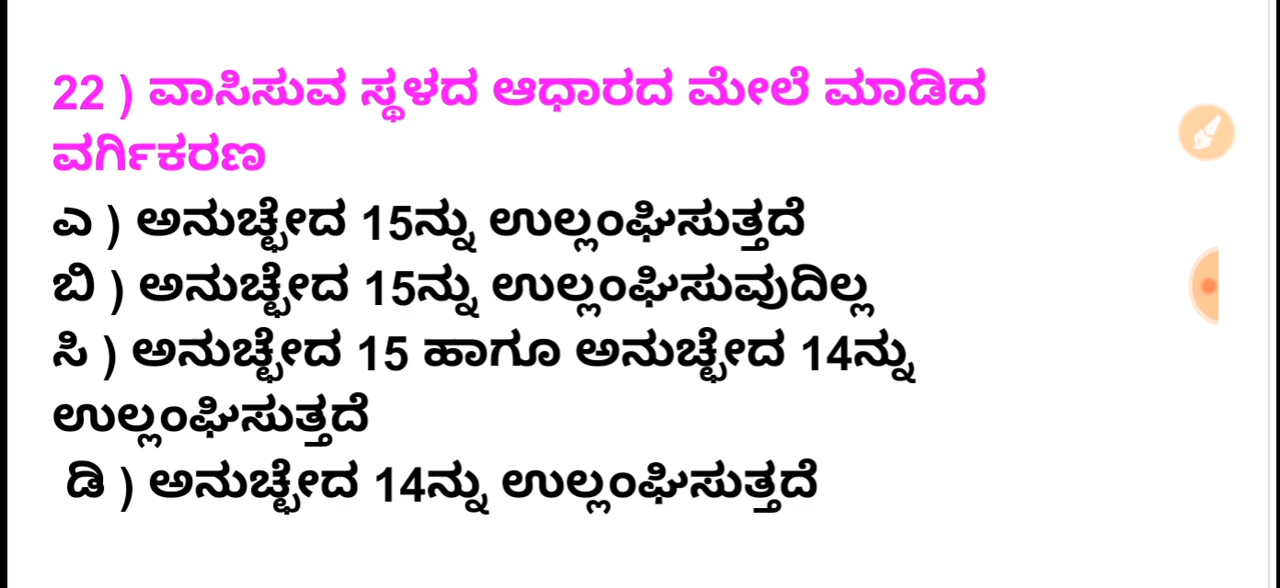 22 ) ವಾಸಿಸುವ ಸ್ಥಳದ ಆಧಾರದ ಮೇಲೆ ಮಾಡಿದ
ವರ್ಗಿಕರಣ
ಎ ) ಅನುಚ್ಛೇದ 15ನ್ನು ಉಲ್ಲಂಘಿಸುತ್ತದೆ
ಬಿ ) ಅನುಚ್ಛೇದ 15ನ್ನು ಉಲ್ಲಂಘಿಸುವುದಿಲ್ಲ
ಸಿ ) ಅನುಚ್ಛೇದ 15 ಹಾಗೂ ಅನುಚ್ಛೇದ 14ನ್ನು
ಉಲ್ಲಂಘಿಸುತ್ತದೆ
ಡಿ ) ಅನುಚ್ಛೇದ 14ನ್ನು ಉಲ್ಲಂಘಿಸುತ್ತದೆ